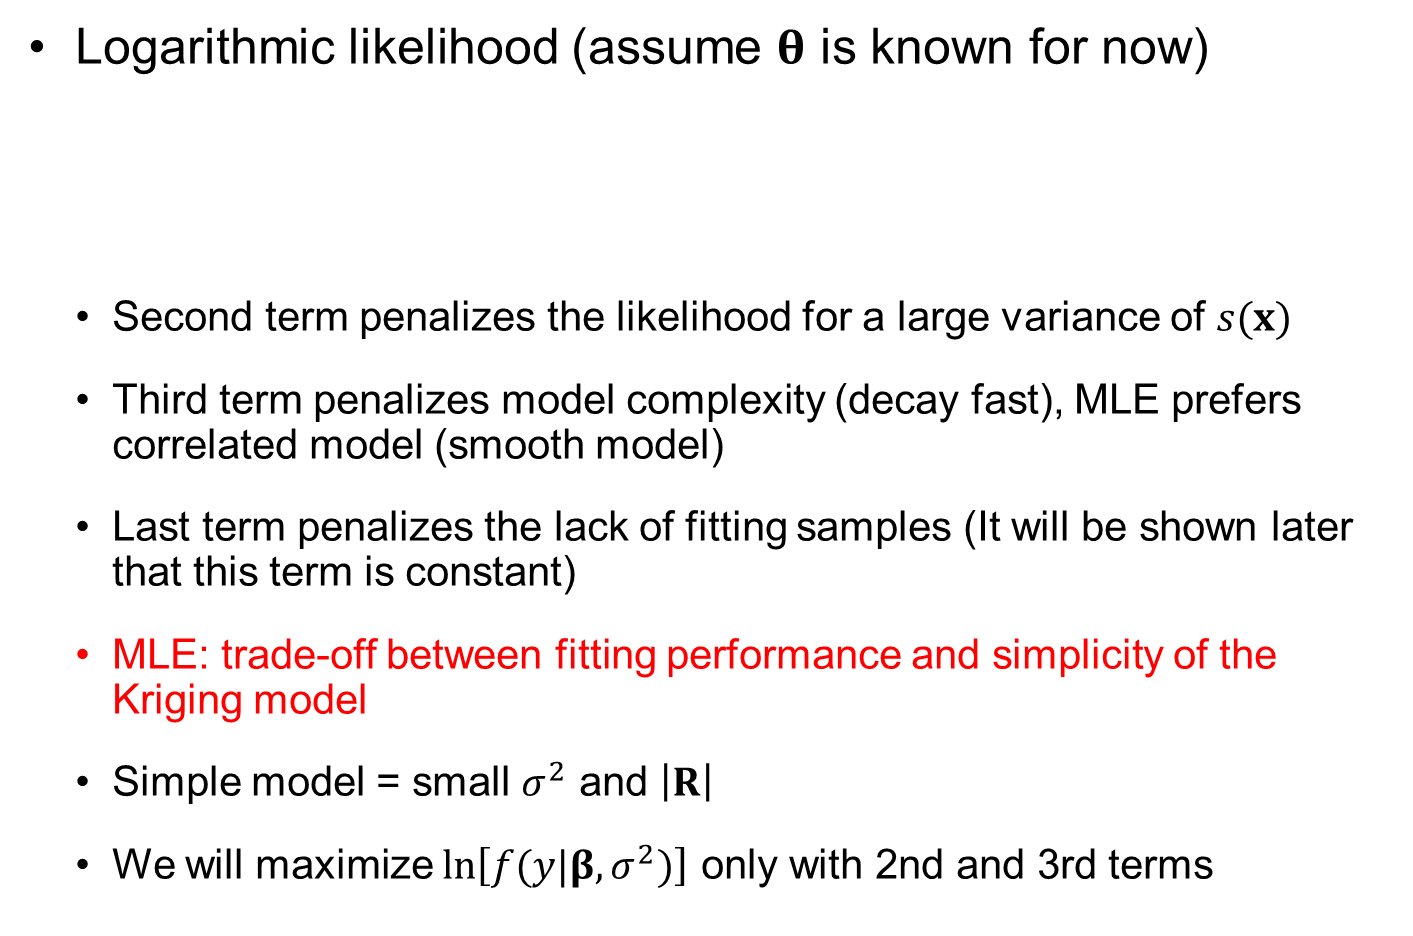 • Logarithmic likelihood (assume 𝛉 is known for now)
• Second term penalizes the likelihood for a large variance of 𝑠(𝐱)
• Third term penalizes model complexity (decay fast), MLE prefers
correlated model (smooth model)
• Last term penalizes the lack of fitting samples (It will be shown later
that this term is constant)
• MLE: trade-off between fitting performance and simplicity of the
Kriging model
• Simple model = small 𝜎² and |𝐑|
• We will maximize ln[𝑓(𝑦|𝛃, 𝜎²)] only with 2nd and 3rd terms